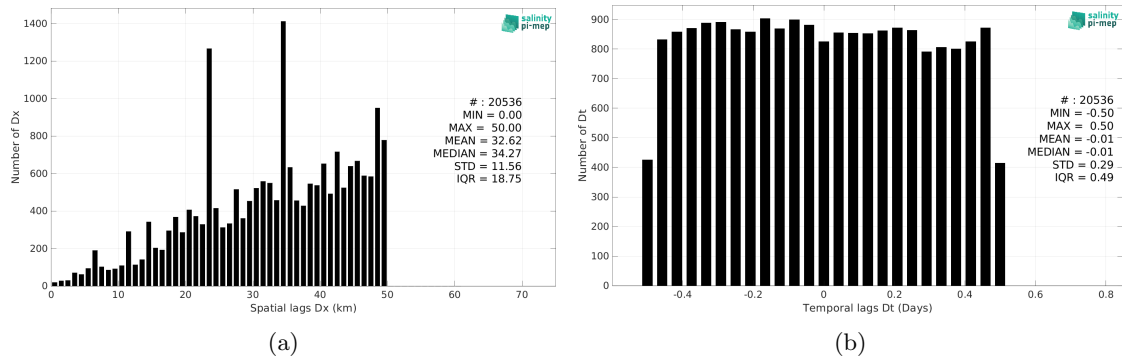 salinity
pi-mep
1400
1200
1000
800
600
400
200
0
Number of Dx
# : 20536
MIN = 0.00
MAX = 50.00
MEAN = 32.62
MEDIAN = 34.27
STD = 11.56
IQR = 18.75
0 10 20 30 40 50 60 70
Spatial lags Dx (km)
(a)
salinity
pi-mep
900
800
700
600
500
400
300
200
100
0
Number of Dt
# : 20536
MIN = -0.50
MAX = 0.50
MEAN = -0.01
MEDIAN = -0.01
STD = 0.29
IQR = 0.49
-0.4 -0.2 0 0.2 0.4 0.6 0.8
Temporal lags Dt (Days)
(b)